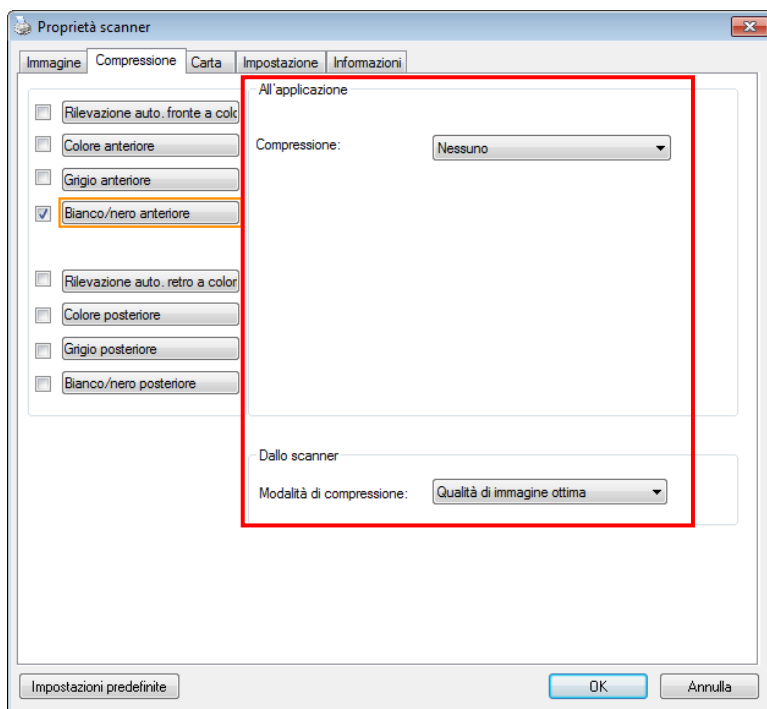 Proprietà scanner
Immagine Compressione Carta Impostazione Informazioni
All'applicazione
Rilevazione auto. fronte a colo
Colore anteriore
Compressione: Nessuno
Grigio anteriore
Bianco/nero anteriore
Rilevazione auto. retro a color
Colore posteriore
Grigio posteriore
Bianco/nero posteriore
Dallo scanner
Modalità di compressione: Qualità di immagine ottima
Impostazioni predefinite OK Annulla